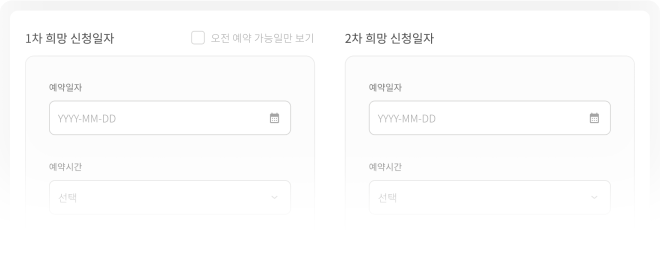 1차 희망 신청일자
오전 예약 가능일만 보기
예약일자
YYYY-MM-DD
예약시간
선택
2차 희망 신청일자
예약일자
YYYY-MM-DD
예약시간
선택